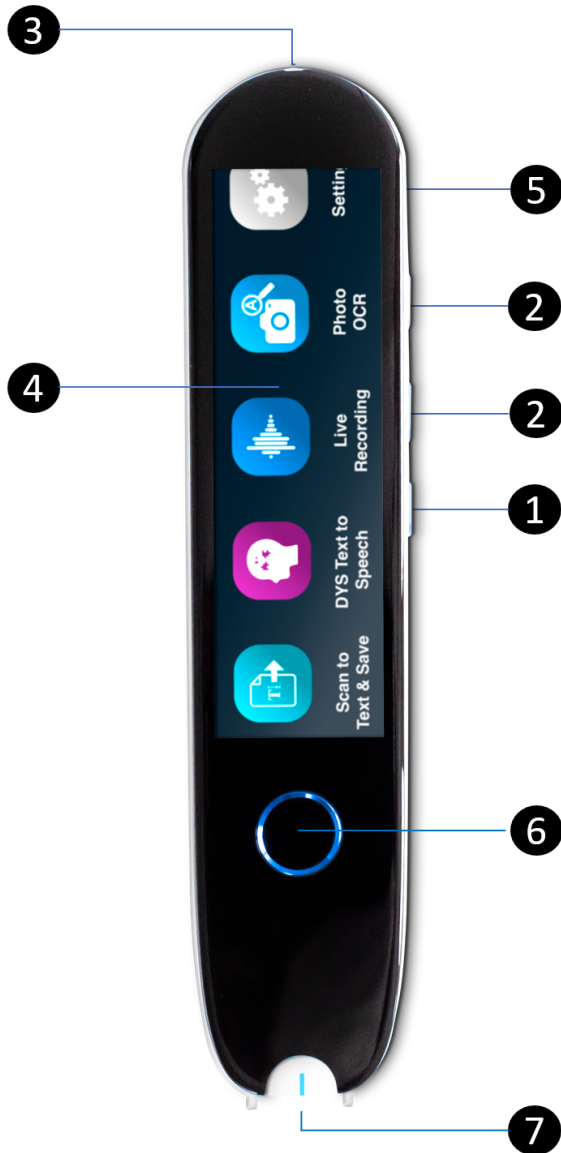 3
5
Settin
2
Photo
OCR
4
Live
Recording
2
1
DYS Text to
Speech
Scan to
Text & Save
6
7